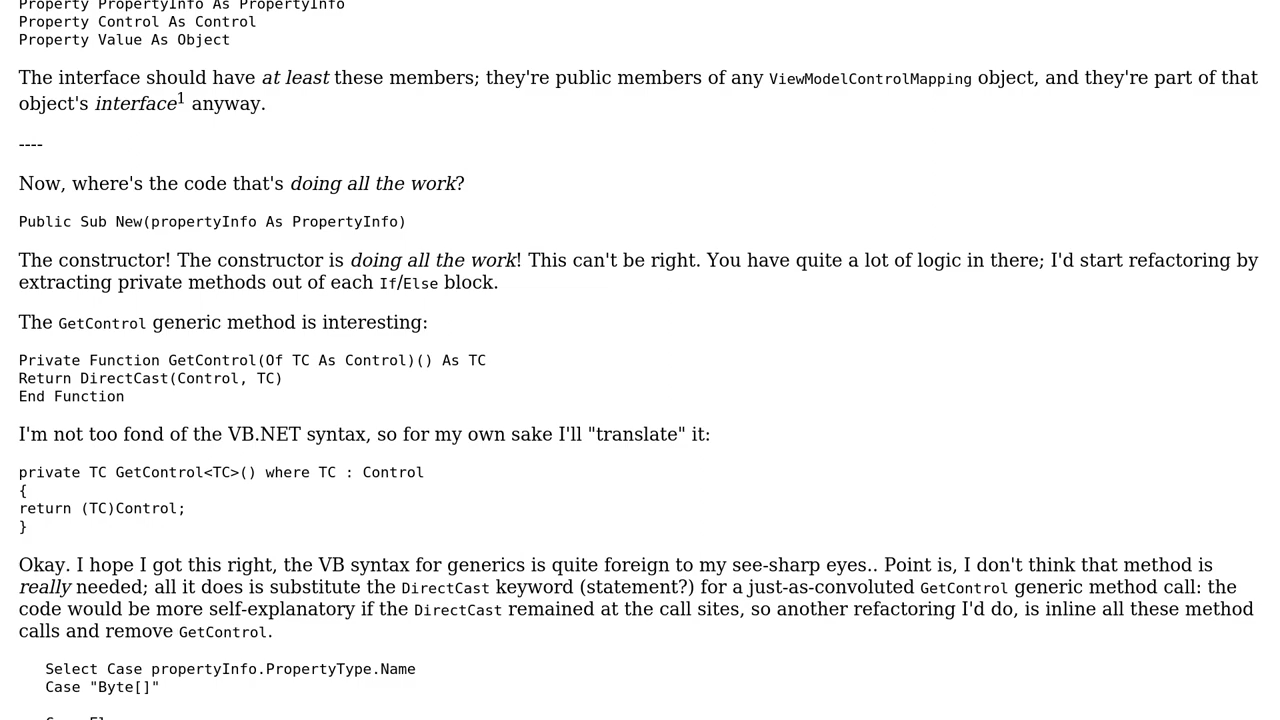 Property PropertyInfo As PropertyInfo
Property Control As Control
Property Value As Object
The interface should have at least these members; they're public members of any ViewModelControlMapping object, and they're part of that
object's interface1 anyway.
----
Now, where's the code that's doing all the work?
Public Sub New(propertyInfo As PropertyInfo)
The constructor! The constructor is doing all the work! This can't be right. You have quite a lot of logic in there; I'd start refactoring by
extracting private methods out of each If/Else block.
The GetControl generic method is interesting:
Private Function GetControl(Of TC As Control)() As TC
Return DirectCast(Control, TC)
End Function
I'm not too fond of the VB.NET syntax, so for my own sake I'll "translate" it:
private TC GetControl<TC>() where TC : Control
{
return (TC)Control;
}
Okay. I hope I got this right, the VB syntax for generics is quite foreign to my see-sharp eyes.. Point is, I don't think that method is
really needed; all it does is substitute the DirectCast keyword (statement?) for a just-as-convoluted GetControl generic method call: the
code would be more self-explanatory if the DirectCast remained at the call sites, so another refactoring I'd do, is inline all these method
calls and remove GetControl.
Select Case propertyInfo.PropertyType.Name
Case "Byte[]"